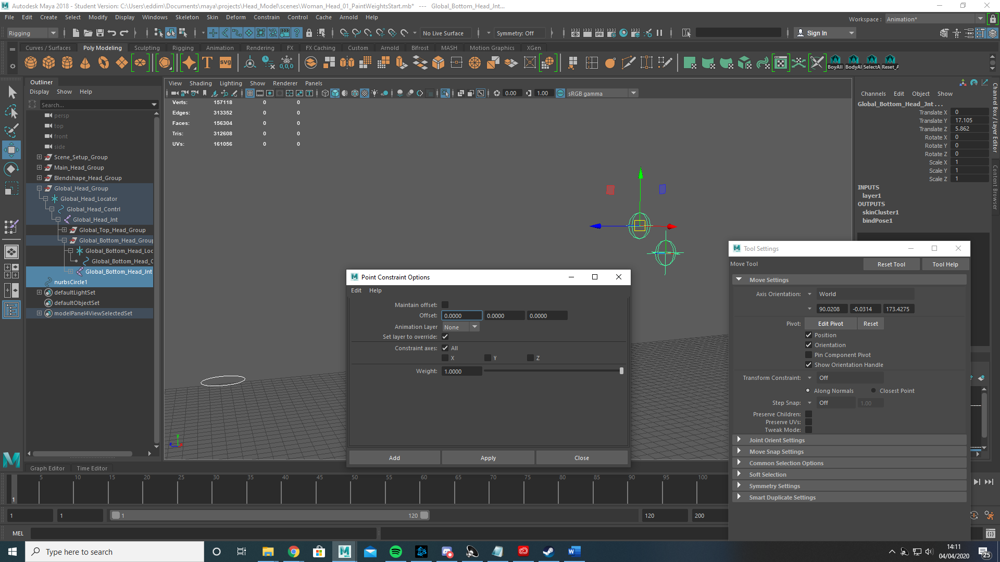 Autodesk Maya 2018 - Student Version: C:\Users\eddim\Documents\maya\projects\Head_Model\scenes\Woman_Head_01_PaintWeightsStart.mb* --- Global_Bottom_Head_Jnt...
File Edit Create Select Modify Display Windows Skeleton Skin Deform Constrain Control Cache Arnold Help
Workspace : Animation*
Rigging
No Live Surface
Symmetry: Off
Sign In
Curves / Surfaces Poly Modeling Sculpting Rigging Animation Rendering FX FX Caching Custom Arnold Bifrost MASH Motion Graphics XGen
T svg 0,0,0 IPR
BoyAll BodyAl SelectA Reset_A
Outliner
Display Show Help
Search...
persp
top
front
side
Scene_Setup_Group
Main_Head_Group
Blendshape_Head_Group
Global_Head_Group
Global_Head_Locator
Global_Head_Contrl
Global_Head_Jnt
Global_Top_Head_Group
Global_Bottom_Head_Group
Global_Bottom_Head_Loc
Global_Bottom_Head_C
Global_Bottom_Head_Jnt
nurbsCircle1
defaultLightSet
defaultObjectSet
modelPanel4ViewSelectedSet
View Shading Lighting Show Renderer Panels
0.00 1.00 sRGB gamma
Verts: 157118 0 0
Edges: 313352 0 0
Faces: 156304 0 0
Tris: 312608 0 0
UVs: 161056 0 0
y
z
Channels Edit Object Show
Global_Bottom_Head_Jnt . . .
Translate X 0
Translate Y 17.105
Translate Z 5.862
Rotate X 0
Rotate Y 0
Rotate Z 0
Scale X 1
Scale Y 1
Scale Z 1
INPUTS
layer1
OUTPUTS
skinCluster1
bindPose1
Channel Box / Layer Editor
Content Browser
Point Constraint Options
Edit Help
Maintain offset:
Offset: 0.0000 0.0000 0.0000
Animation Layer None
Set layer to override:
Constraint axes: All
X Y Z
Weight: 1.0000
Add Apply Close
Tool Settings
Move Tool Reset Tool Tool Help
Move Settings
Axis Orientation: World
90.0208 -0.0314 173.4275
Pivot: Edit Pivot Reset
Position
Orientation
Pin Component Pivot
Show Orientation Handle
Transform Constraint: Off
Along Normals Closest Point
Step Snap: Off 1.00
Preserve Children:
Preserve UVs:
Tweak Mode:
Joint Orient Settings
Move Snap Settings
Common Selection Options
Soft Selection
Symmetry Settings
Smart Duplicate Settings
Graph Editor Time Editor
5 10 15 20 25 30 35 40 45 50 55 60 65 70 75 80 85 90 95 100
1
1 1 1 120 120 200
MEL
Type here to search
14:11
04/04/2020
25